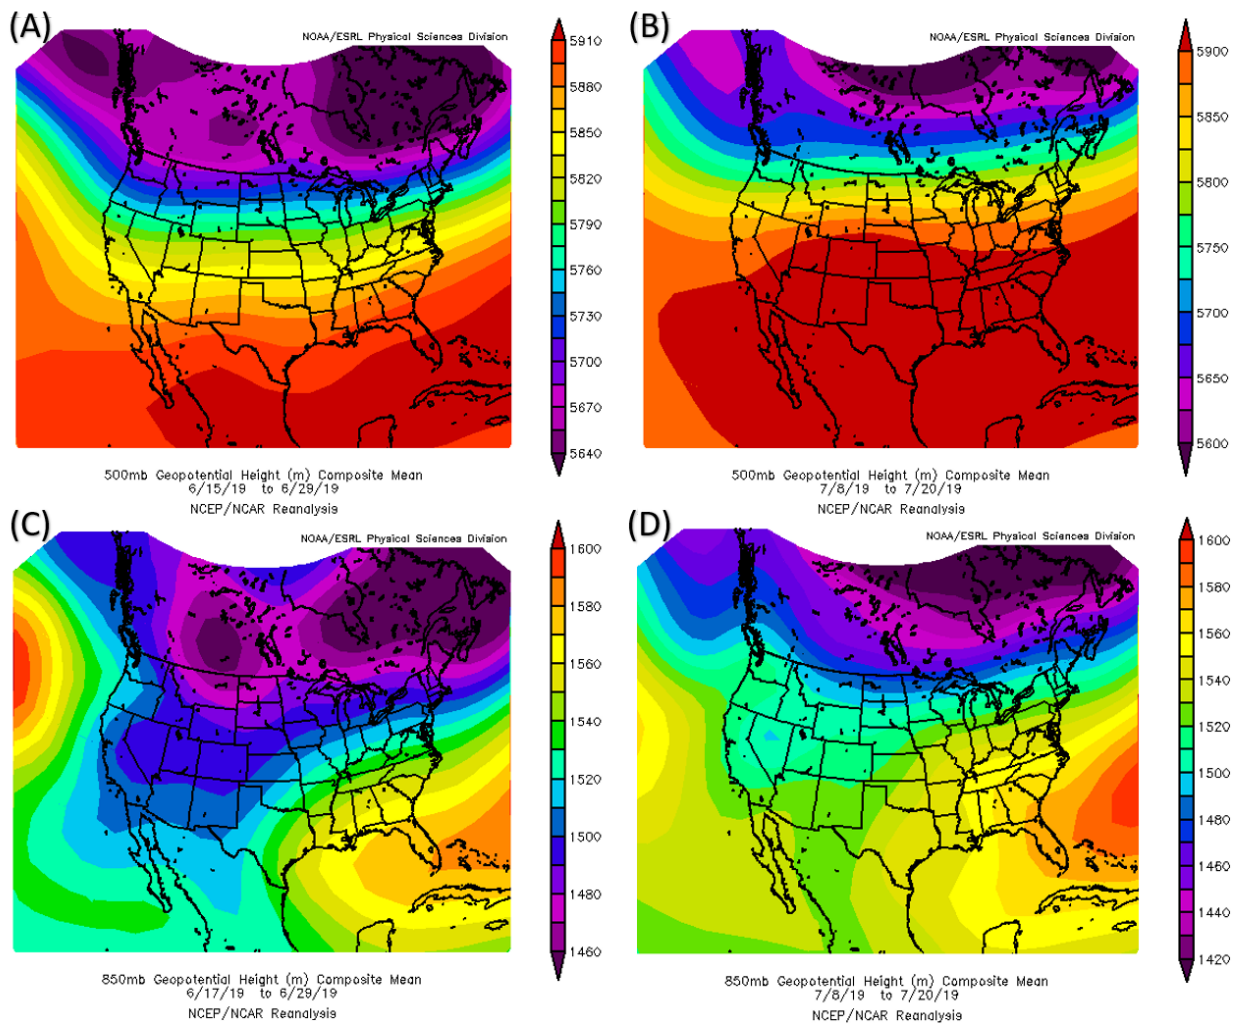 (A)
NOAA/ESRL Physical Sciences Division
5910
5880
5850
5820
5790
5760
5730
5700
5670
5640
500mb Geopotential Height (m) Composite Mean
6/15/19 to 6/29/19
NCEP/NCAR Reanalysis
(B)
NOAA/ESRL Physical Sciences Division
5900
5850
5800
5750
5700
5650
5600
500mb Geopotential Height (m) Composite Mean
7/8/19 to 7/20/19
NCEP/NCAR Reanalysis
(C)
NOAA/ESRL Physical Sciences Division
1600
1580
1560
1540
1520
1500
1480
1460
850mb Geopotential Height (m) Composite Mean
6/17/19 to 6/29/19
NCEP/NCAR Reanalysis
(D)
NOAA/ESRL Physical Sciences Division
1600
1580
1560
1540
1520
1500
1480
1460
1440
1420
850mb Geopotential Height (m) Composite Mean
7/8/19 to 7/20/19
NCEP/NCAR Reanalysis